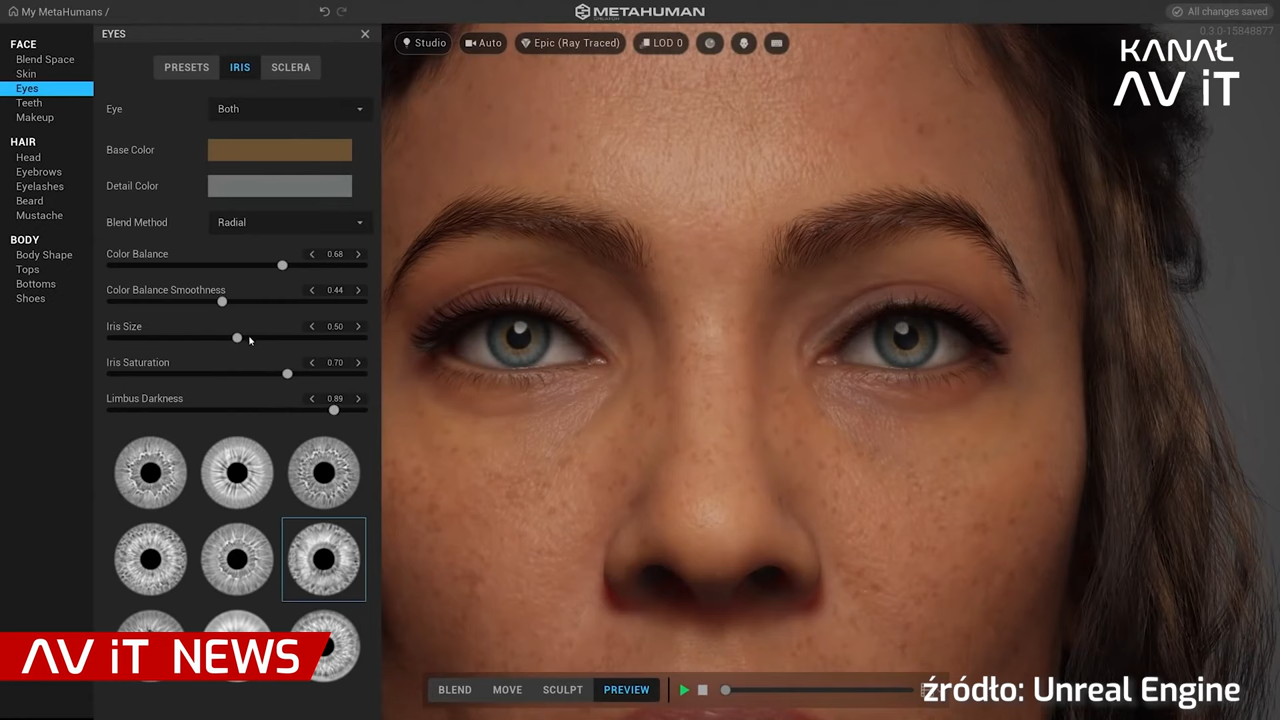 My MetaHumans /
METAHUMAN
CREATOR
All changes saved
0.3.0-15848877
FACE
Blend Space
Skin
Eyes
Teeth
Makeup
HAIR
Head
Eyebrows
Eyelashes
Beard
Mustache
BODY
Body Shape
Tops
Bottoms
Shoes
EYES
PRESETS IRIS SCLERA
Eye Both
Base Color
Detail Color
Blend Method Radial
Color Balance 0.68
Color Balance Smoothness 0.44
Iris Size 0.50
Iris Saturation 0.70
Limbus Darkness 0.89
Studio Auto Epic (Ray Traced) LOD 0
KANAŁ
AV iT
BLEND MOVE SCULPT PREVIEW
AV iT NEWS
źródło: Unreal Engine